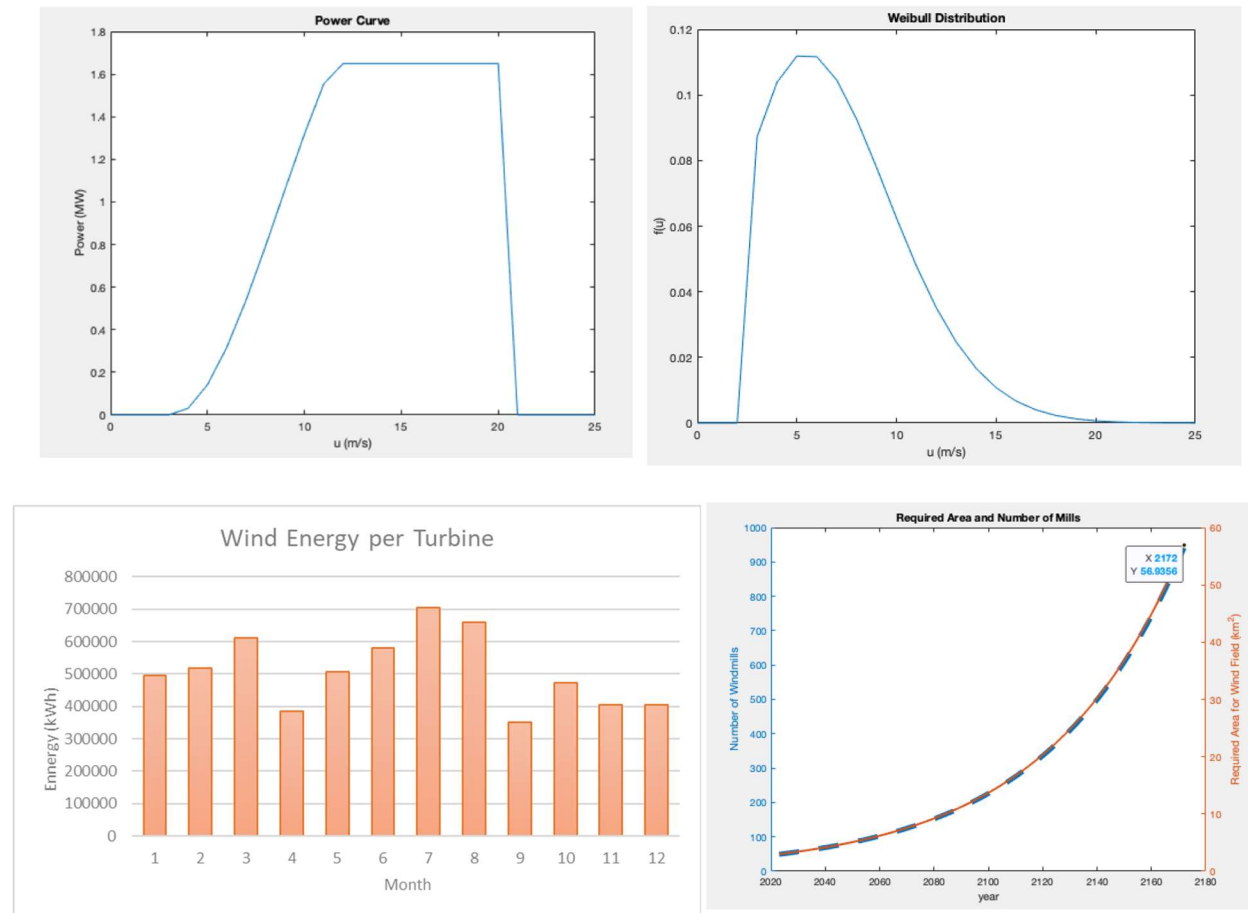 Power Curve
1.8
1.6
1.4
1.2
1
0.8
0.6
0.4
0.2
0
Power (MW)
0 5 10 15 20 25
u (m/s)
Weibull Distribution
0.12
0.1
0.08
0.06
0.04
0.02
0
f(u)
0 5 10 15 20 25
u (m/s)
Wind Energy per Turbine
800000
700000
600000
500000
400000
300000
200000
100000
0
Ennergy (kWh)
1 2 3 4 5 6 7 8 9 10 11 12
Month
Required Area and Number of Mills
1000
900
800
700
600
500
400
300
200
100
0
Number of Windmills
X 2172
Y 56.9356
60
50
40
30
20
10
0
Required Area for Wind Field (km²)
2020 2040 2060 2080 2100 2120 2140 2160 2180
year